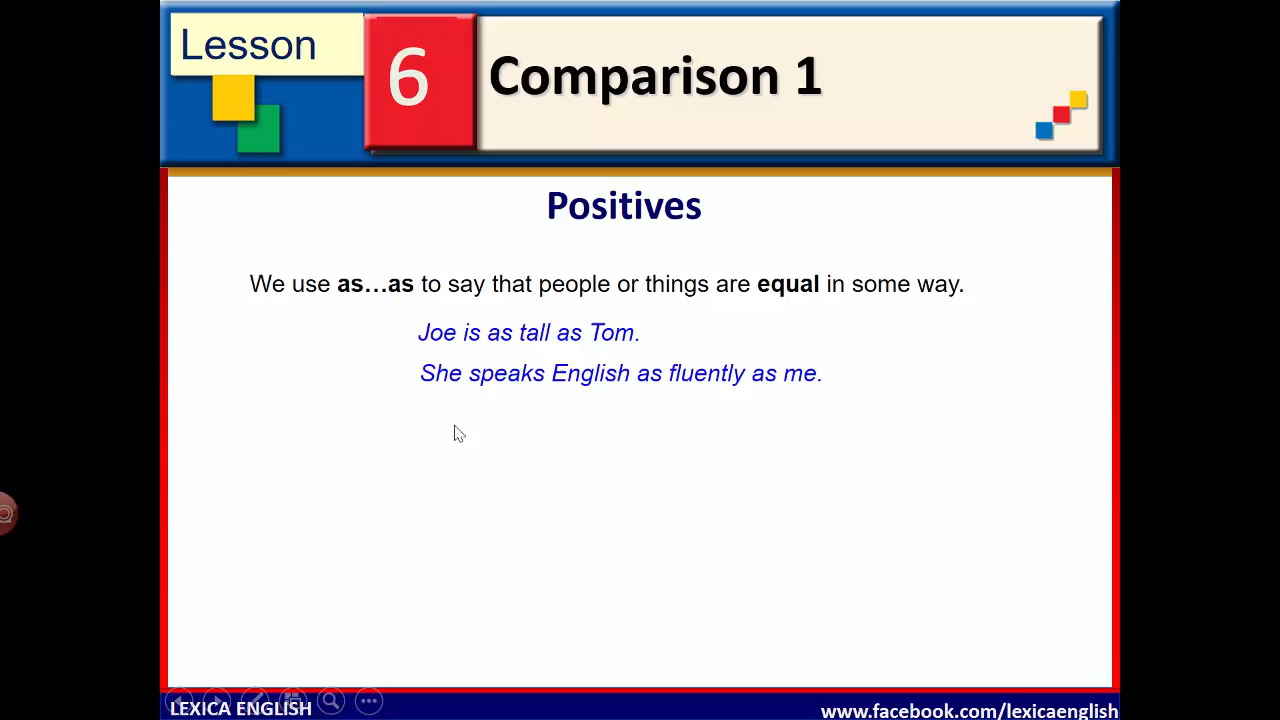 Lesson
6
Comparison 1
Positives
We use as…as to say that people or things are equal in some way.
Joe is as tall as Tom.
She speaks English as fluently as me.
LEXICA ENGLISH
www.facebook.com/lexicaenglish